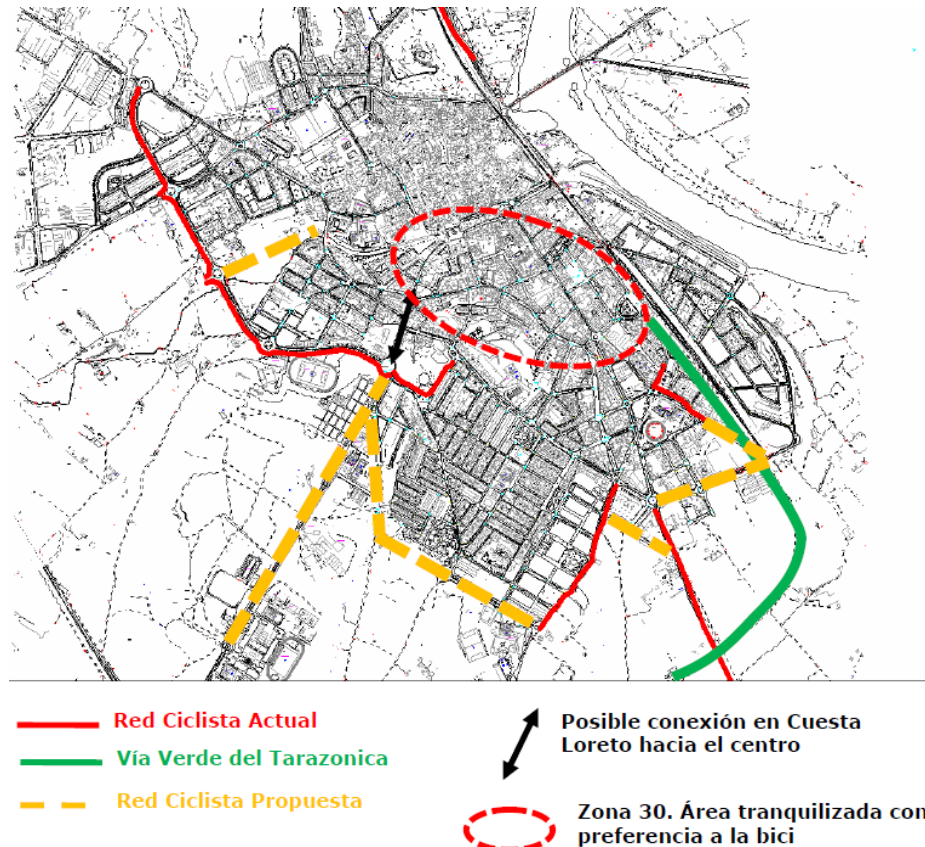 Red Ciclista Actual
Vía Verde del Tarazonica
Red Ciclista Propuesta
Posible conexión en Cuesta
Loreto hacia el centro
Zona 30. Área tranquilizada con
preferencia a la bici